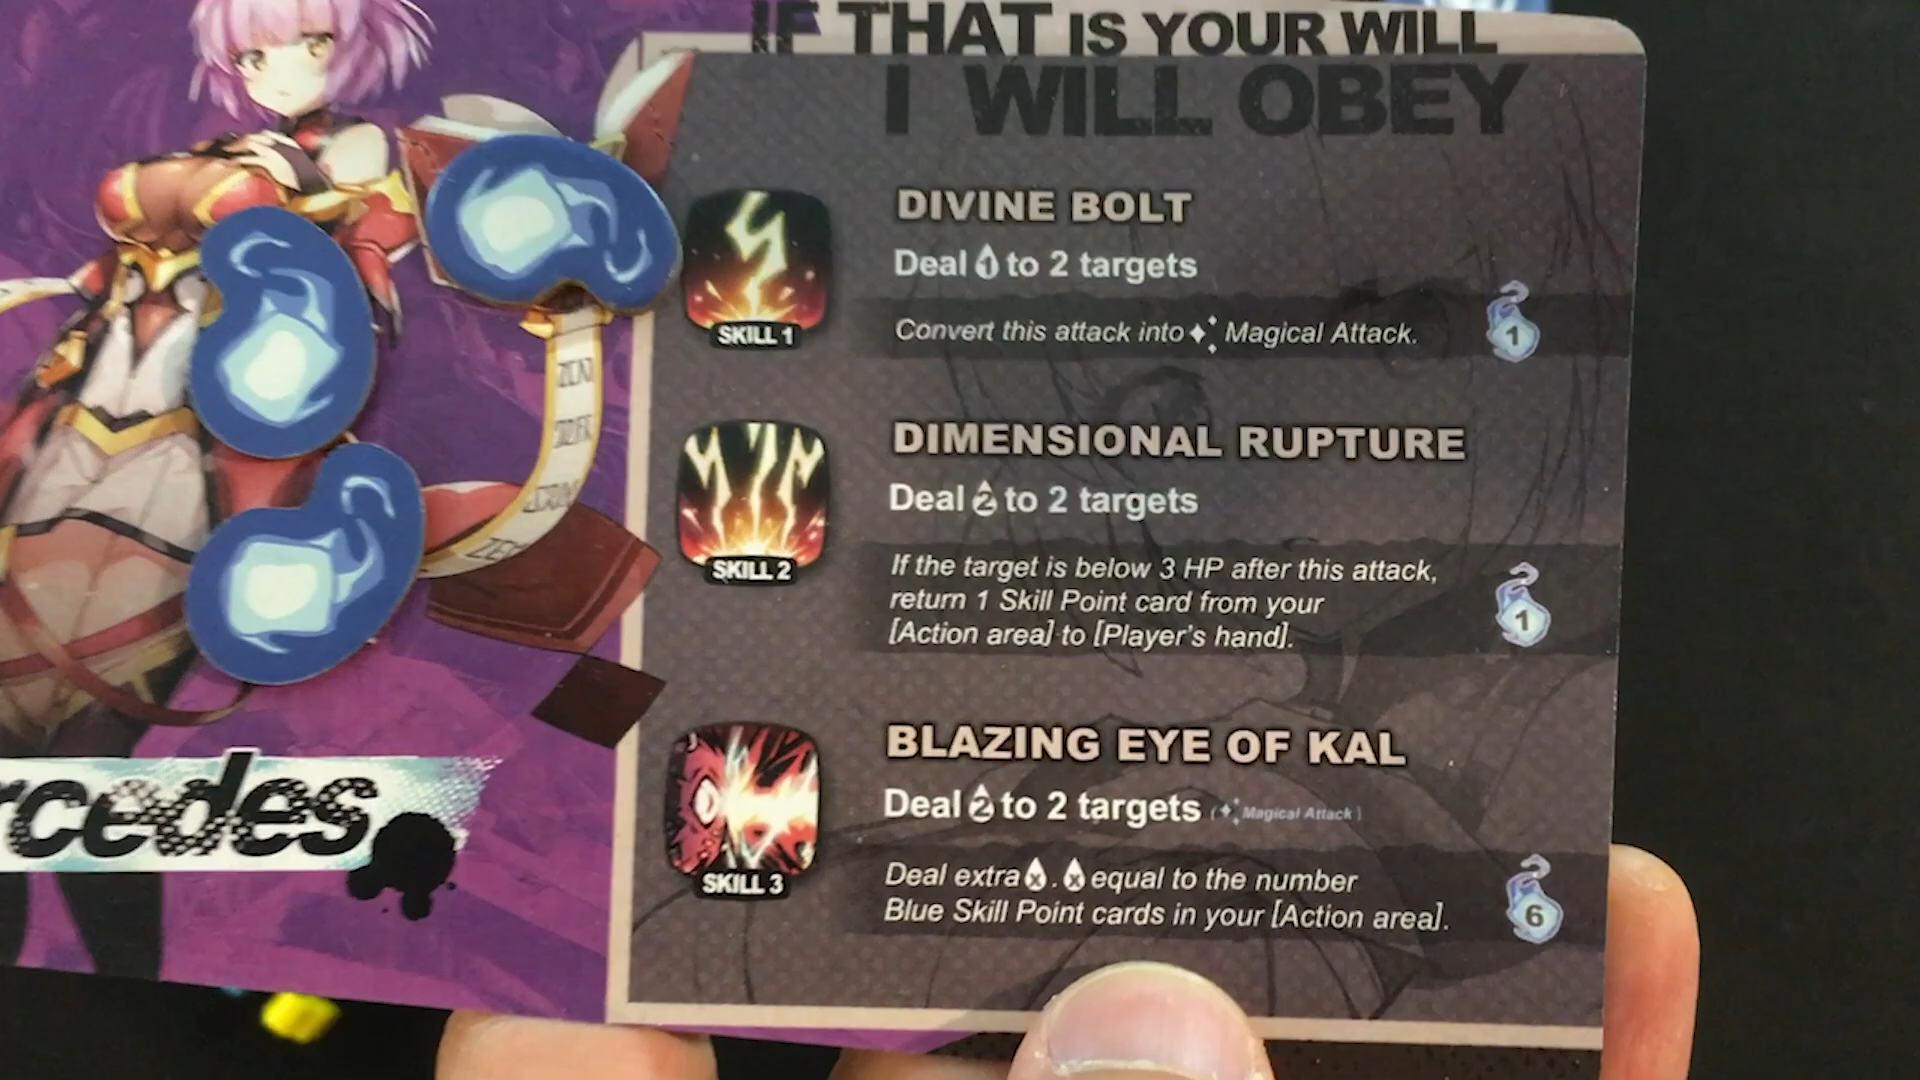 IF THAT IS YOUR WILL
I WILL OBEY
DIVINE BOLT
Deal 1 to 2 targets
SKILL 1
Convert this attack into Magical Attack.
1
DIMENSIONAL RUPTURE
Deal 2 to 2 targets
SKILL 2
If the target is below 3 HP after this attack,
return 1 Skill Point card from your
[Action area] to [Player's hand].
1
BLAZING EYE OF KAL
Deal 2 to 2 targets ( Magical Attack )
SKILL 3
Deal extra x . x equal to the number
Blue Skill Point cards in your [Action area].
6
rcedes